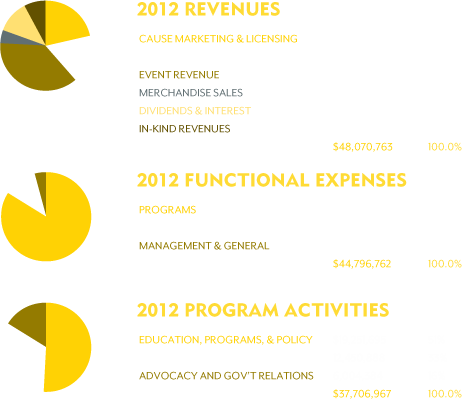 2012 REVENUES
CAUSE MARKETING & LICENSING
EVENT REVENUE
MERCHANDISE SALES
DIVIDENDS & INTEREST
IN-KIND REVENUES
$48,070,763 100.0%
2012 FUNCTIONAL EXPENSES
PROGRAMS
MANAGEMENT & GENERAL
$44,796,762 100.0%
2012 PROGRAM ACTIVITIES
EDUCATION, PROGRAMS, & POLICY
ADVOCACY AND GOV'T RELATIONS
$37,706,967 100.0%